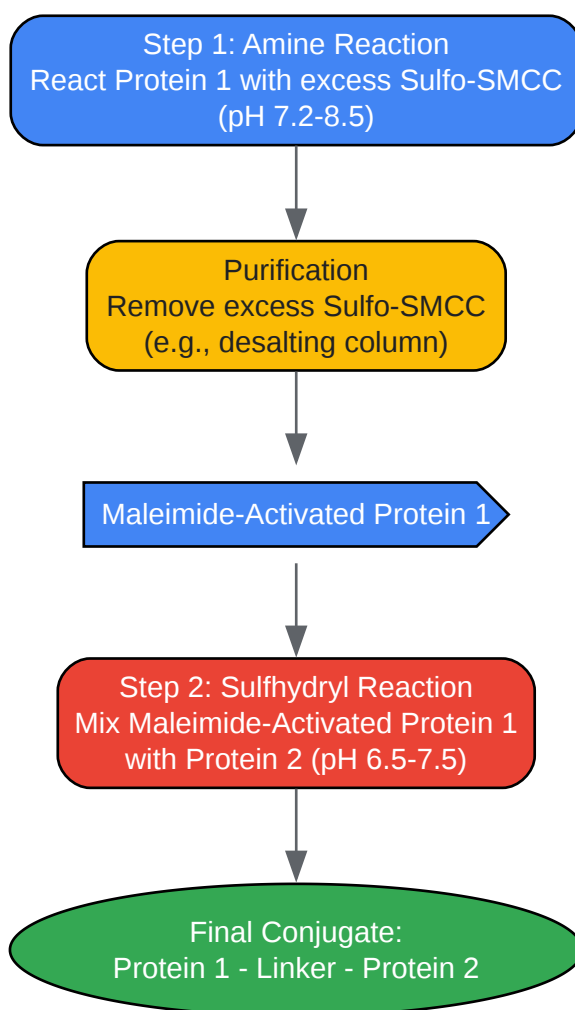 Step 1: Amine Reaction
React Protein 1 with excess Sulfo-SMCC
(pH 7.2-8.5)
Purification
Remove excess Sulfo-SMCC
(e.g., desalting column)
Maleimide-Activated Protein 1
Step 2: Sulfhydryl Reaction
Mix Maleimide-Activated Protein 1
with Protein 2 (pH 6.5-7.5)
Final Conjugate:
Protein 1 - Linker - Protein 2